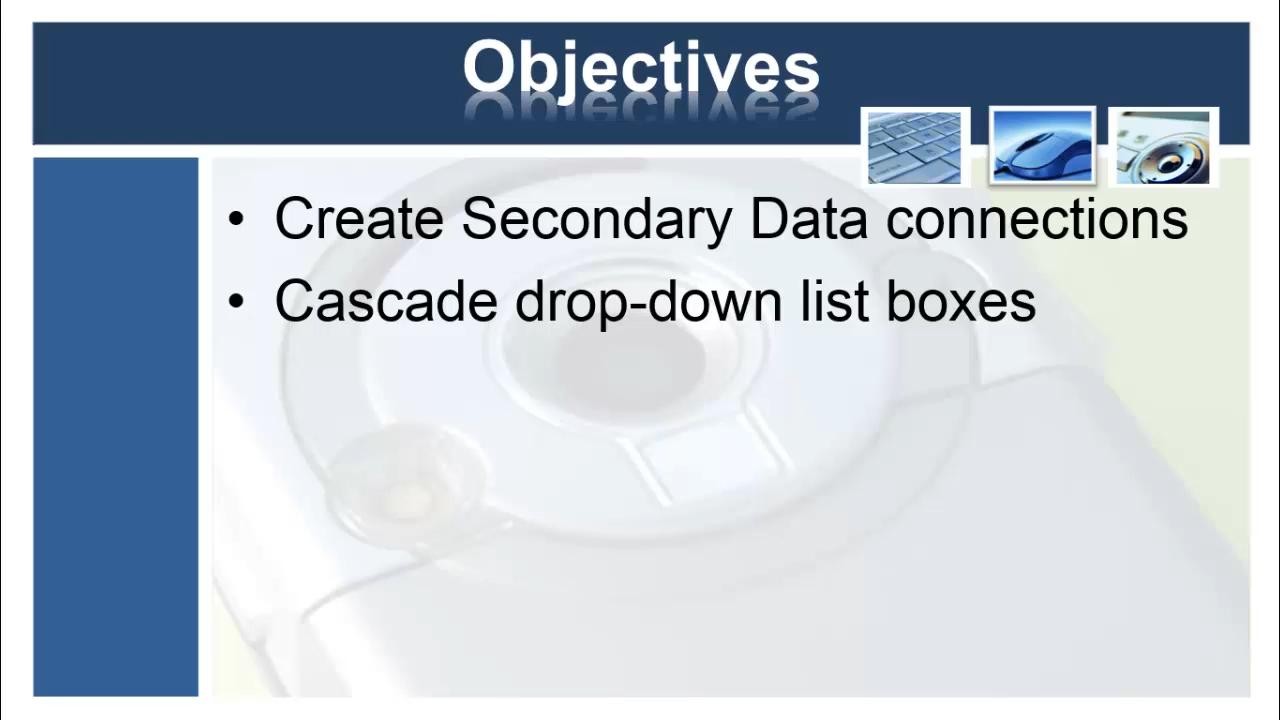 Objectives
• Create Secondary Data connections
• Cascade drop-down list boxes